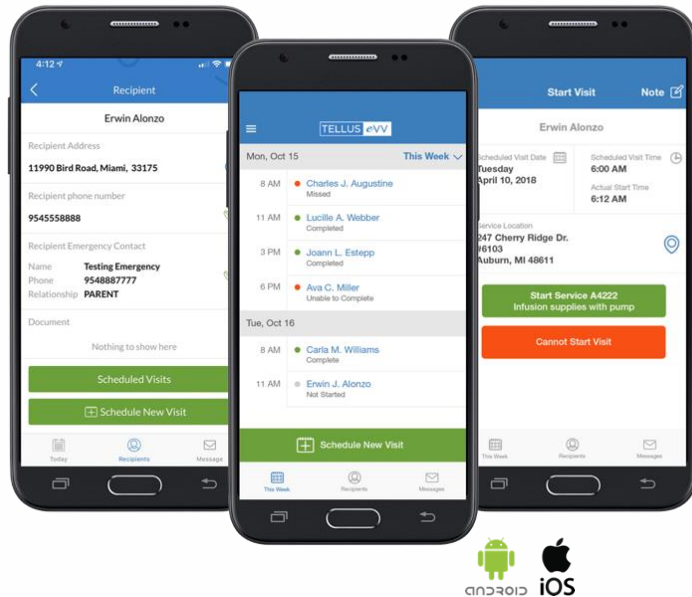 4:12
Recipient
Erwin Alonzo
Recipient Address
11990 Bird Road, Miami, 33175
Recipient phone number
9545558888
Recipient Emergency Contact
Name Testing Emergency
Phone 9548887777
Relationship PARENT
Document
Nothing to show here
Scheduled Visits
Schedule New Visit
Today Recipients Message
TELLUS eVV
Mon, Oct 15 This Week
8 AM Charles J. Augustine
Missed
11 AM Lucille A. Webber
Completed
3 PM Joann L. Estepp
Completed
6 PM Ava C. Miller
Unable to Complete
Tue, Oct 16
8 AM Carla M. Williams
Complete
11 AM Erwin J. Alonzo
Not Started
Schedule New Visit
This Week Recipients Messages
Start Visit Note
Erwin Alonzo
Scheduled Visit Date
Tuesday
April 10, 2018
Scheduled Visit Time
6:00 AM
Actual Start Time
6:12 AM
Service Location
247 Cherry Ridge Dr.
#6103
Auburn, MI 48611
Start Service A4222
Infusion supplies with pump
Cannot Start Visit
This Week Recipients Messages
ANDROID iOS